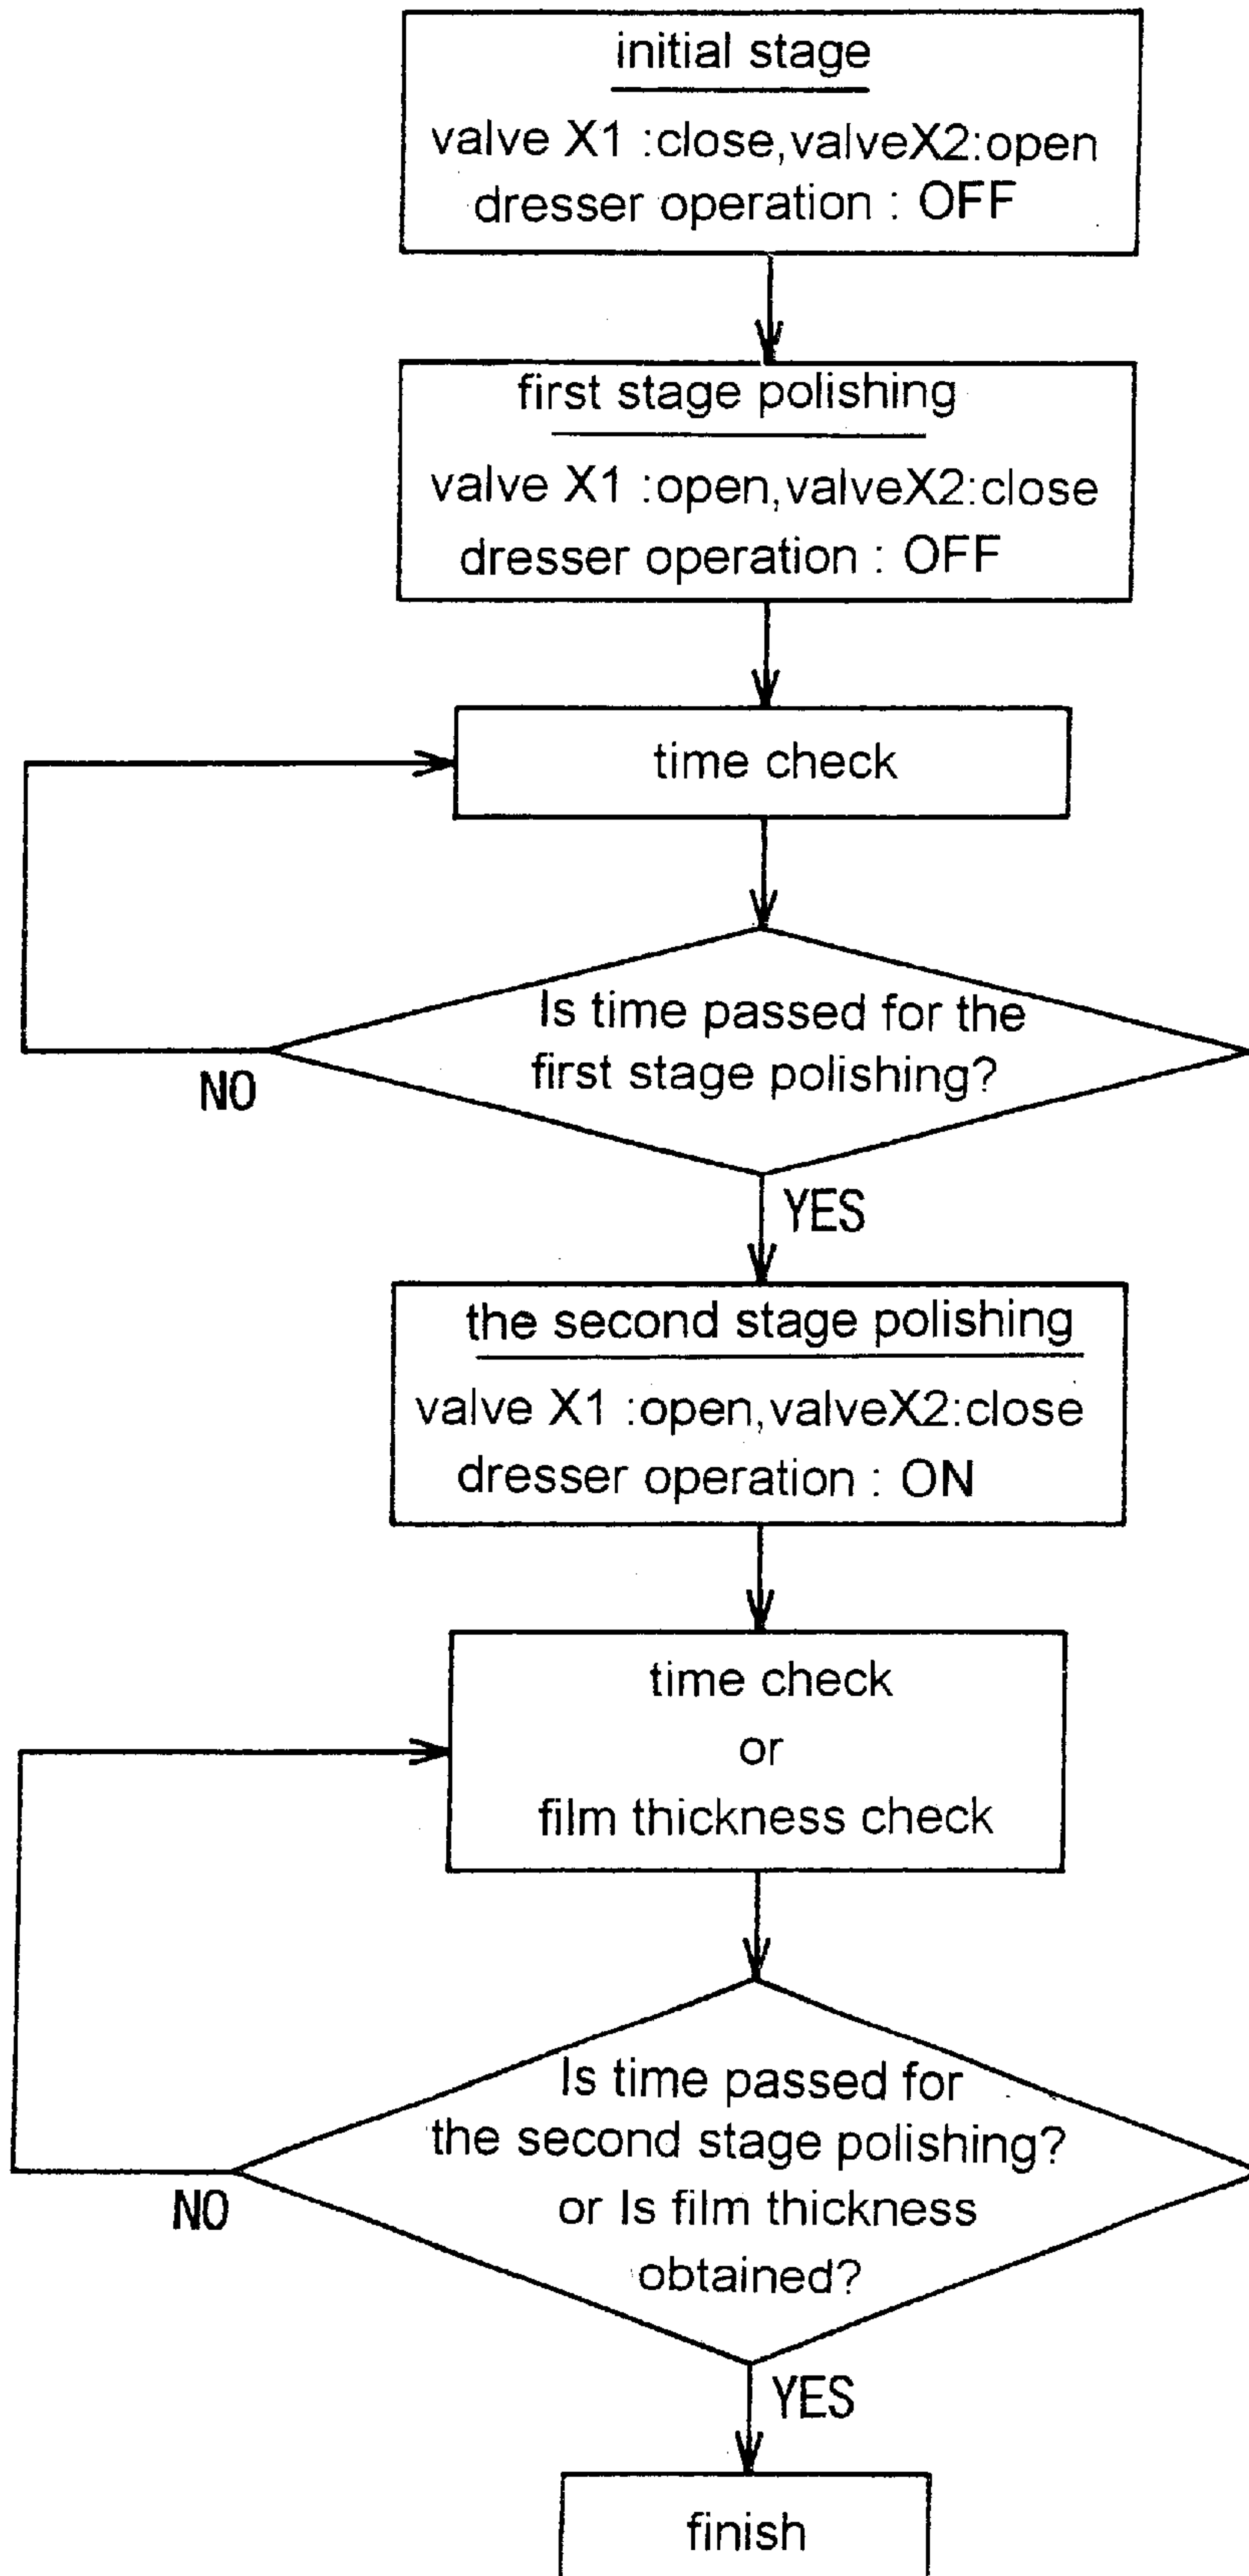 initial stage
valve X1 :close,valveX2:open
dresser operation : OFF
first stage polishing
valve X1 :open,valveX2:close
dresser operation : OFF
time check
Is time passed for the
first stage polishing?
NO
YES
the second stage polishing
valve X1 :open,valveX2:close
dresser operation : ON
time check
or
film thickness check
Is time passed for
the second stage polishing?
or Is film thickness
obtained?
NO
YES
finish